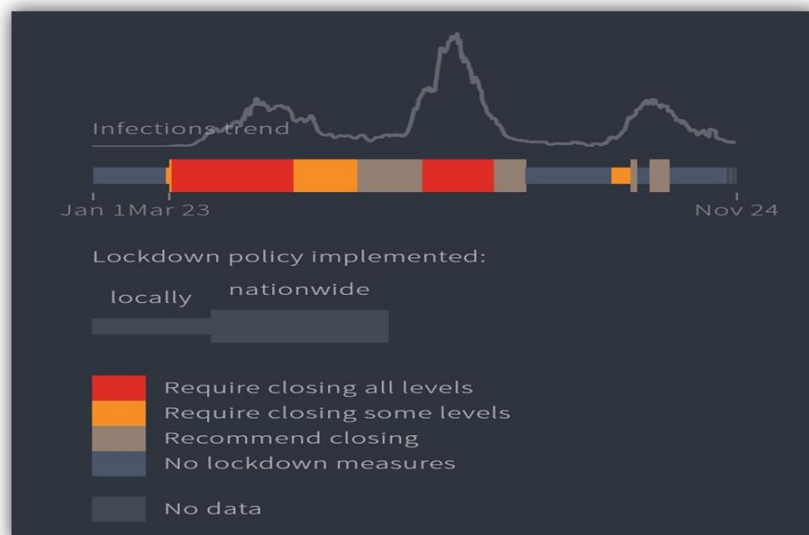 Infections trend
Jan 1 Mar 23 Nov 24
Lockdown policy implemented:
locally nationwide
Require closing all levels
Require closing some levels
Recommend closing
No lockdown measures
No data